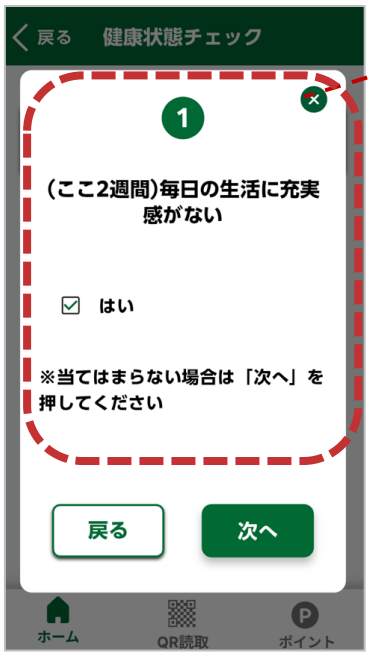 戻る 健康状態チェック
1
(ここ2週間)毎日の生活に充実
感がない
はい
※当てはまらない場合は「次へ」を
押してください
戻る 次へ
P
ホーム QR読取 ポイント